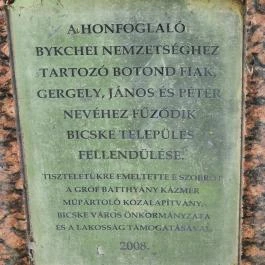 A HONFOGLALÓ
BYKCHEI NEMZETSÉGHEZ
TARTOZÓ BOTOND FIAK,
GERGELY, JÁNOS ÉS PÉTER
NEVÉHEZ FŰZŐDIK
BICSKE TELEPÜLÉS
FELLENDÜLÉSE.
TISZTELETÜKRE EMELTETTE E SZOBROT
A GRÓF BATTHYÁNY KÁZMÉR
MŰPÁRTOLÓ KÖZALAPÍTVÁNY,
BICSKE VÁROS ÖNKORMÁNYZATA
ÉS A LAKOSSÁG TÁMOGATÁSÁVAL.
2008.